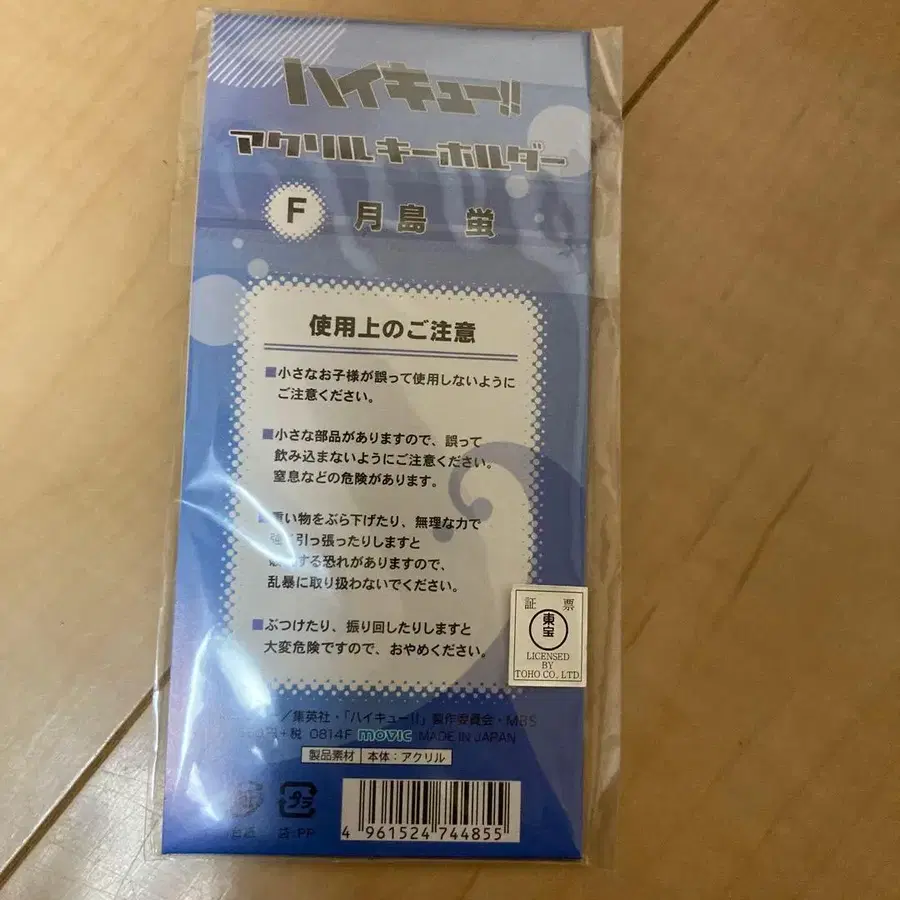 ハイキュー!!
アクリルキーホルダー
F 月島 蛍
使用上のご注意
■小さなお子様が誤って使用しないように
ご注意ください。
■小さな部品がありますので、誤って
飲み込まないようにご注意ください。
窒息などの危険があります。
重い物をぶら下げたり、無理な力で
引っ張ったりしますと
する恐れがありますので、
乱暴に取り扱わないでください。
■ぶつけたり、振り回したりしますと
大変危険ですので、おやめください。
証 票
東宝
LICENSED
BY
TOHO CO.,LTD.
／集英社・「ハイキュー!!」製作委員会・MBS
+税 0814F movic MADE IN JAPAN
製品素材 本体：アクリル
プラ
袋:PP
4 961524 744855